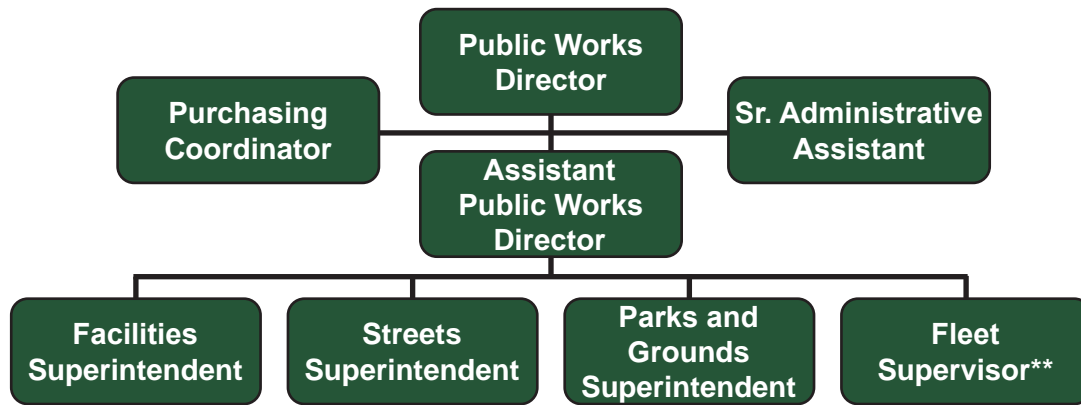 Public Works
Director
Purchasing
Coordinator
Sr. Administrative
Assistant
Assistant
Public Works
Director
Facilities
Superintendent
Streets
Superintendent
Parks and
Grounds
Superintendent
Fleet
Supervisor**